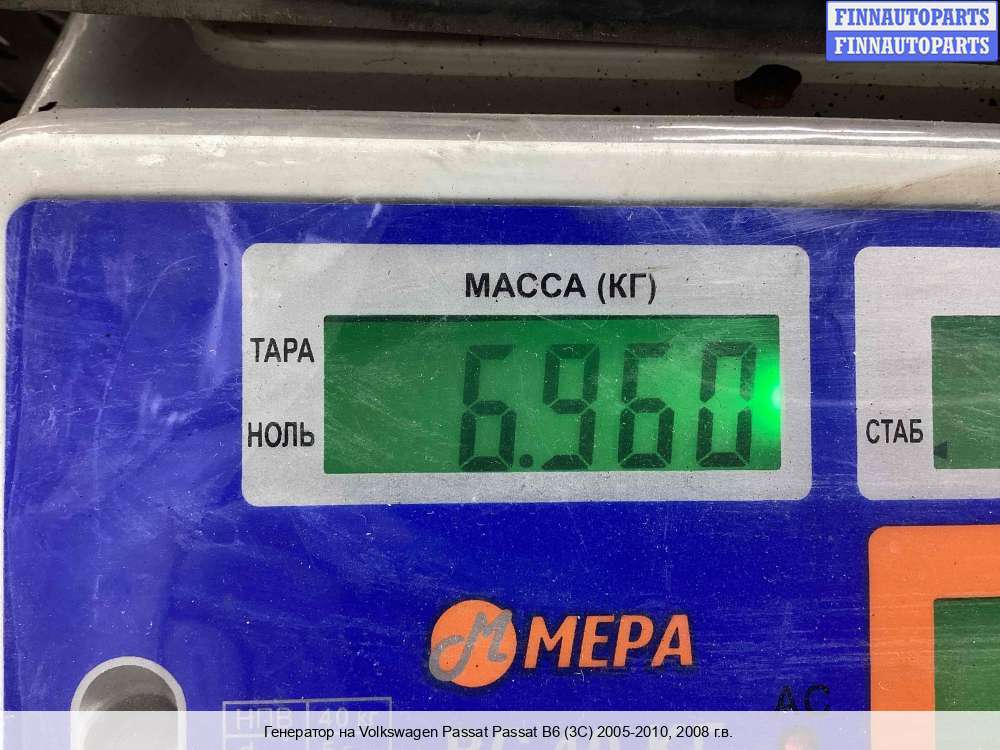 FINNAUTOPARTS
FINNAUTOPARTS
МАССА (КГ)
ТАРА
6.960
НОЛЬ
СТАБ
М МЕРА
АС
НПВ 40 кг
Генератор на Volkswagen Passat Passat B6 (3C) 2005-2010, 2008 г.в.